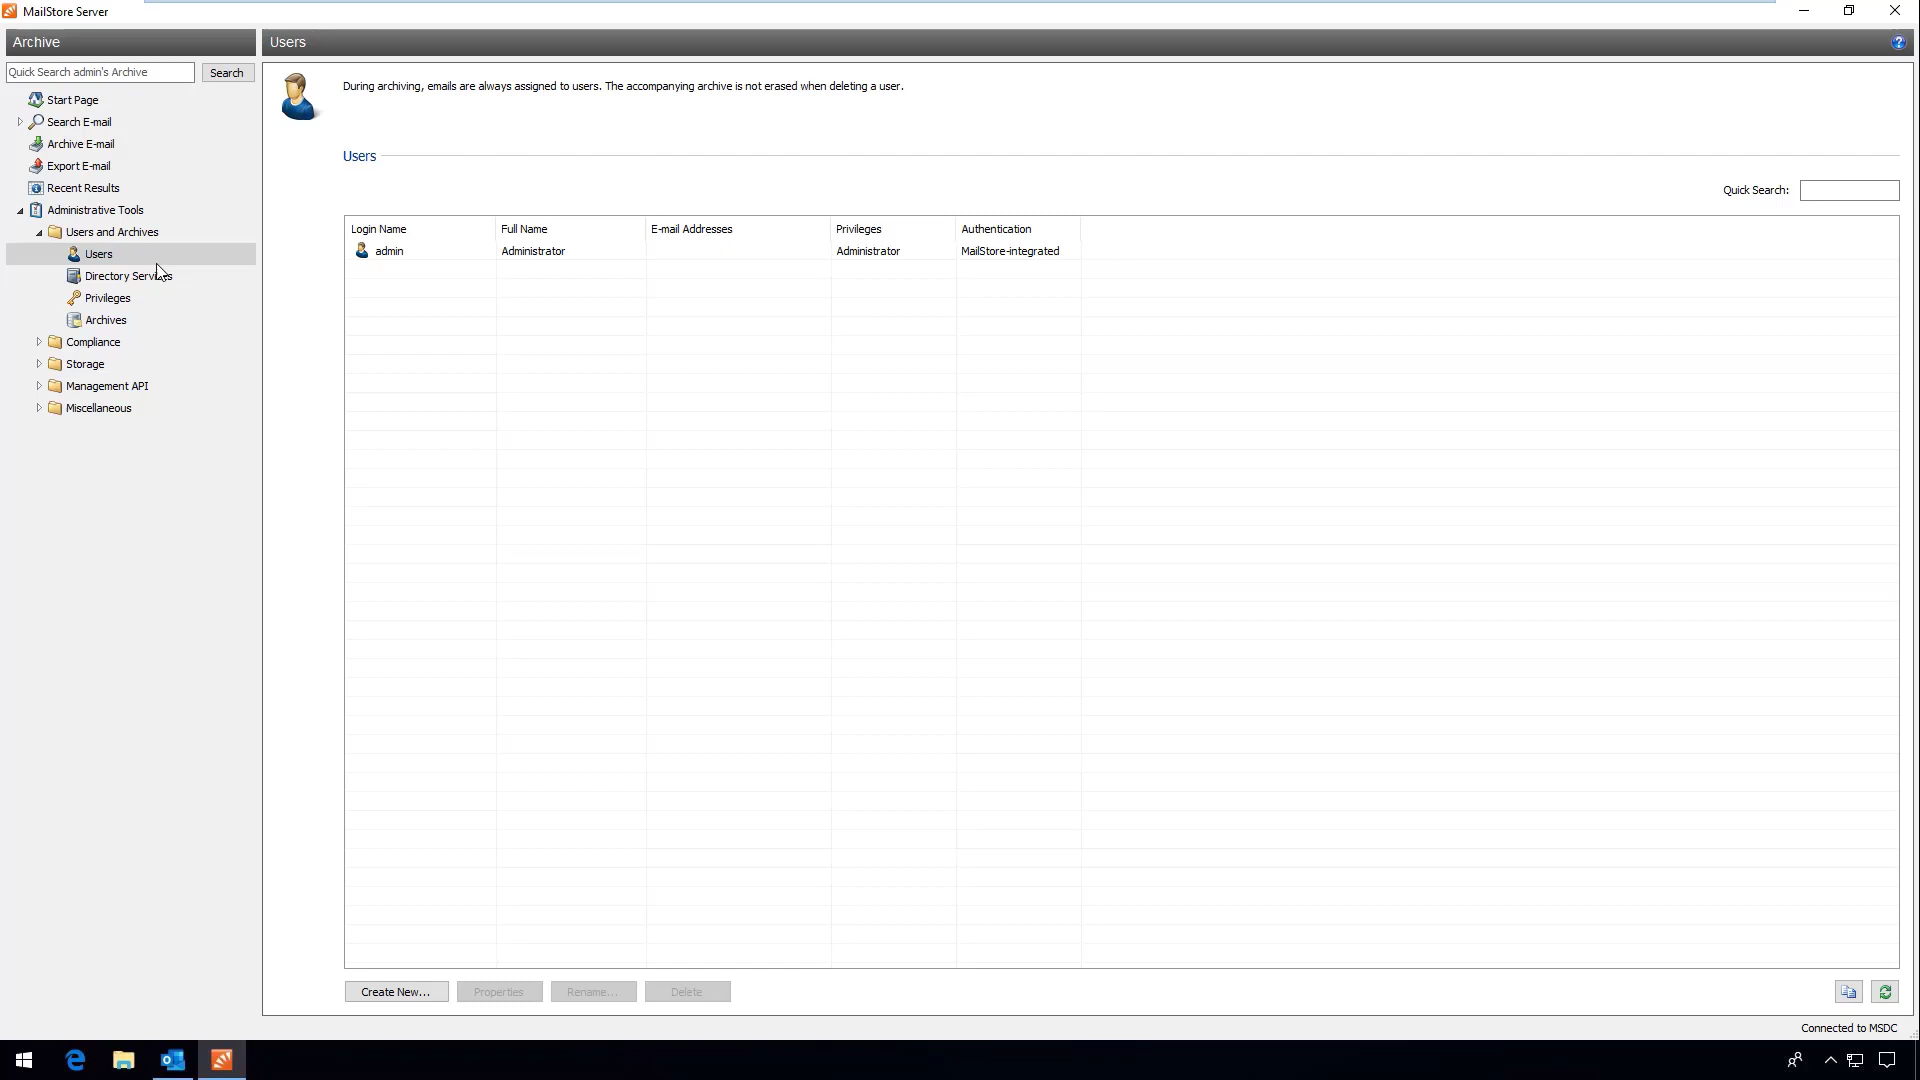 MailStore Server
Archive
Users
Quick Search admin's Archive
Search
Start Page
Search E-mail
Archive E-mail
Export E-mail
Recent Results
Administrative Tools
Users and Archives
Users
Directory Services
Privileges
Archives
Compliance
Storage
Management API
Miscellaneous
During archiving, emails are always assigned to users. The accompanying archive is not erased when deleting a user.
Users
Quick Search:
Login Name Full Name E-mail Addresses Privileges Authentication
admin Administrator Administrator MailStore-integrated
Create New... Properties Rename... Delete
Connected to MSDC